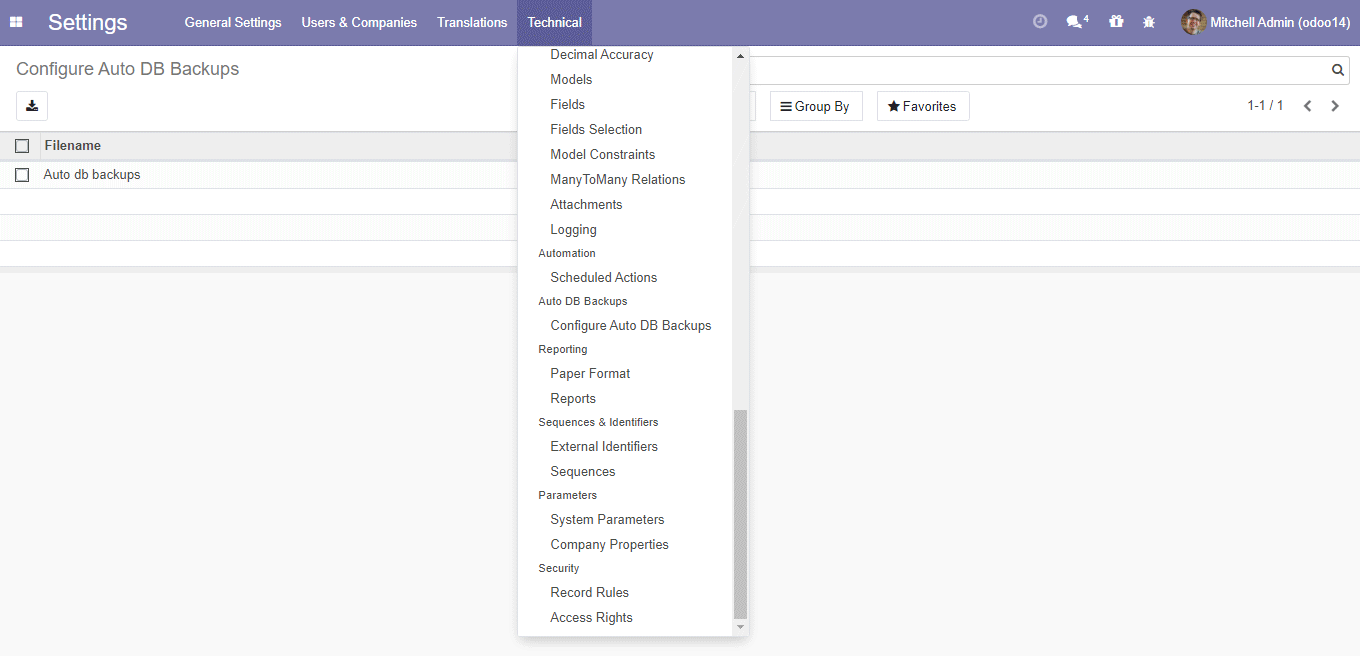 Settings General Settings Users & Companies Translations Technical 4 Mitchell Admin (odoo14)
Configure Auto DB Backups
Group By Favorites 1-1 / 1
Filename
Auto db backups
Decimal Accuracy
Models
Fields
Fields Selection
Model Constraints
ManyToMany Relations
Attachments
Logging
Automation
Scheduled Actions
Auto DB Backups
Configure Auto DB Backups
Reporting
Paper Format
Reports
Sequences & Identifiers
External Identifiers
Sequences
Parameters
System Parameters
Company Properties
Security
Record Rules
Access Rights